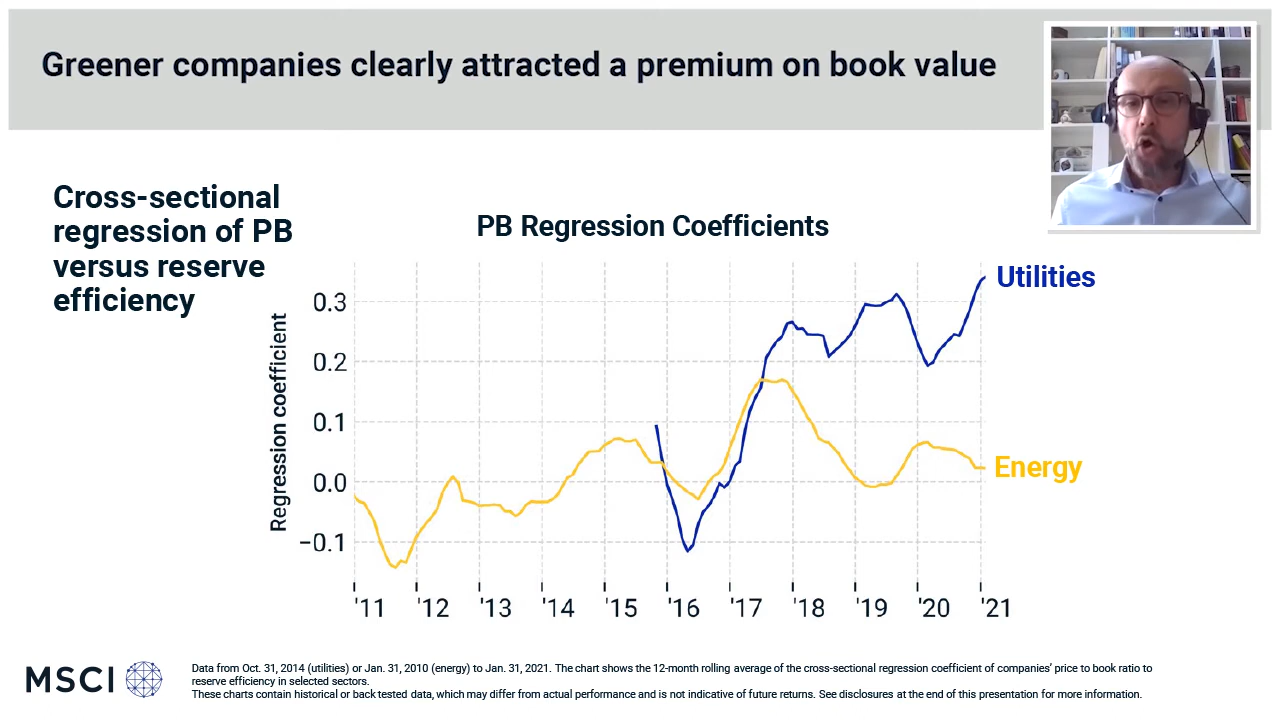 Greener companies clearly attracted a premium on book value
Cross-sectional
regression of PB
versus reserve
efficiency
PB Regression Coefficients
Regression coefficient
0.3
0.2
0.1
0.0
−0.1
'11
'12
'13
'14
'15
'16
'17
'18
'19
'20
'21
Utilities
Energy
MSCI
Data from Oct. 31, 2014 (utilities) or Jan. 31, 2010 (energy) to Jan. 31, 2021. The chart shows the 12-month rolling average of the cross-sectional regression coefficient of companies' price to book ratio to
reserve efficiency in selected sectors.
These charts contain historical or back tested data, which may differ from actual performance and is not indicative of future returns. See disclosures at the end of this presentation for more information.